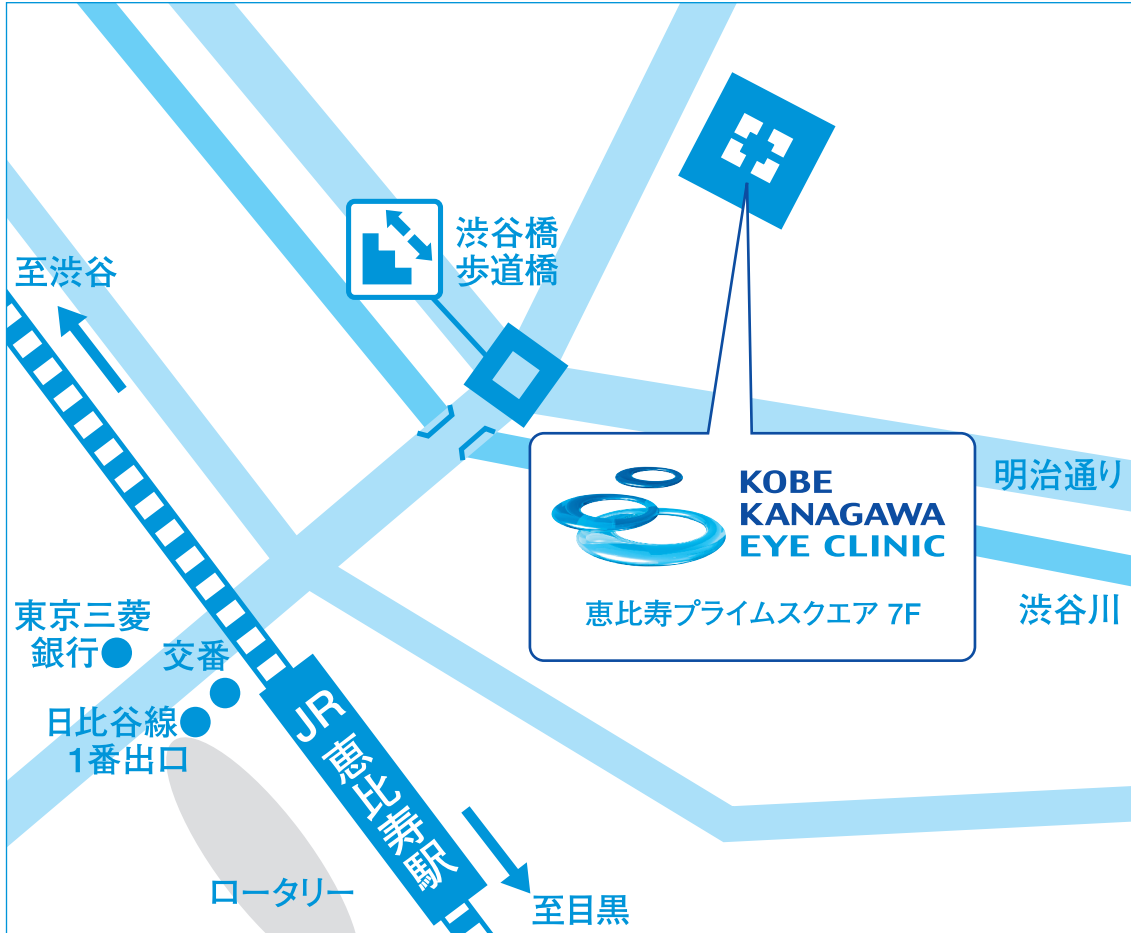 渋谷橋
歩道橋
至渋谷
KOBE
KANAGAWA
EYE CLINIC
恵比寿プライムスクエア 7F
明治通り
渋谷川
東京三菱
銀行
交番
日比谷線
1番出口
JR 恵比寿駅
ロータリー
至目黒